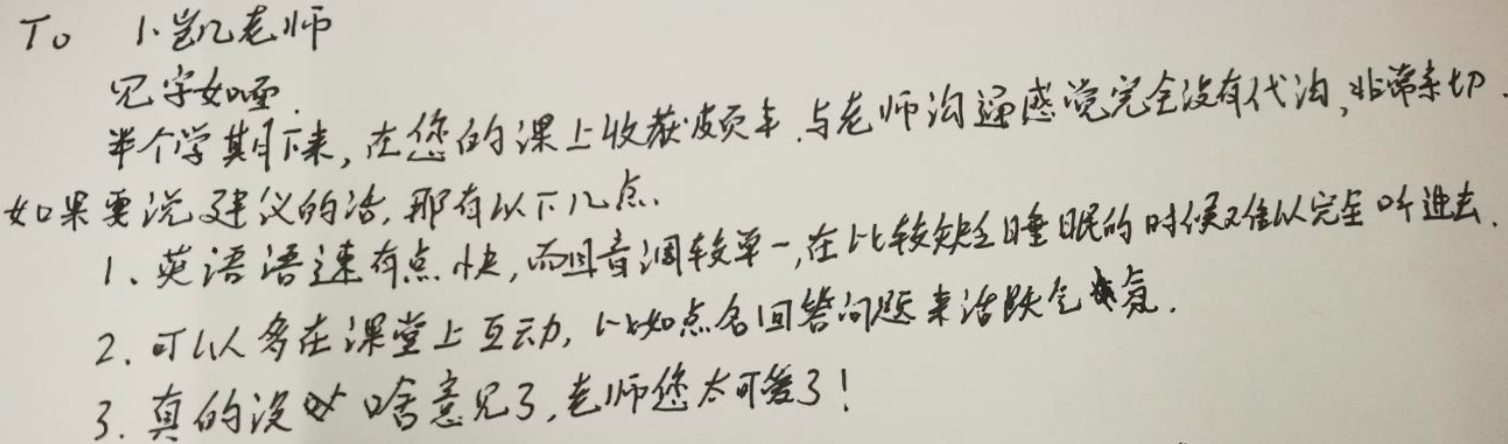 To 小凯老师
见字如晤.
半个学期下来,在您的课上收获颇丰.与老师沟通感觉完全没有代沟,非常亲切.
如果要说建议的话,那有以下几点.
1、英语语速有点快,而且音调较单一,在比较缺乏睡眠的时候难以完全听进去.
2、可以多在课堂上互动,比如点名回答问题来活跃气氛.
3.真的没啥意见了,老师您太可爱了!